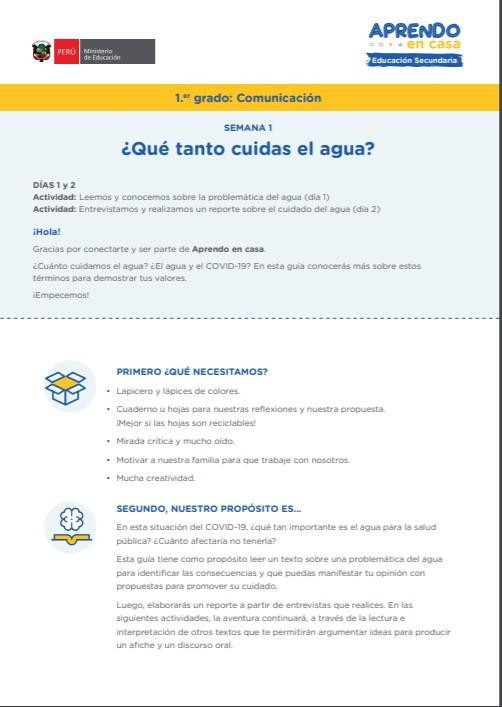 PERÚ
Ministerio
de Educación
APRENDO
en casa
Educación Secundaria
1.er grado: Comunicación
SEMANA 1
¿Qué tanto cuidas el agua?
DÍAS 1 y 2
Actividad: Leemos y conocemos sobre la problemática del agua (día 1)
Actividad: Entrevistamos y realizamos un reporte sobre el cuidado del agua (día 2)
¡Hola!
Gracias por conectarte y ser parte de Aprendo en casa.
¿Cuánto cuidamos el agua? ¿El agua y el COVID-19? En esta guía conocerás más sobre estos
términos para demostrar tus valores.
¡Empecemos!
PRIMERO ¿QUÉ NECESITAMOS?
• Lapicero y lápices de colores.
• Cuaderno u hojas para nuestras reflexiones y nuestra propuesta.
¡Mejor si las hojas son reciclables!
• Mirada crítica y mucho oído.
• Motivar a nuestra familia para que trabaje con nosotros.
• Mucha creatividad.
SEGUNDO, NUESTRO PROPÓSITO ES...
En esta situación del COVID-19, ¿qué tan importante es el agua para la salud
pública? ¿Cuánto afectaría no tenerla?
Esta guía tiene como propósito leer un texto sobre una problemática del agua
para identificar las consecuencias y que puedas manifestar tu opinión con
propuestas para promover su cuidado.
Luego, elaborarás un reporte a partir de entrevistas que realices. En las
siguientes actividades, la aventura continuará, a través de la lectura e
interpretación de otros textos que te permitirán argumentar ideas para producir
un afiche y un discurso oral.